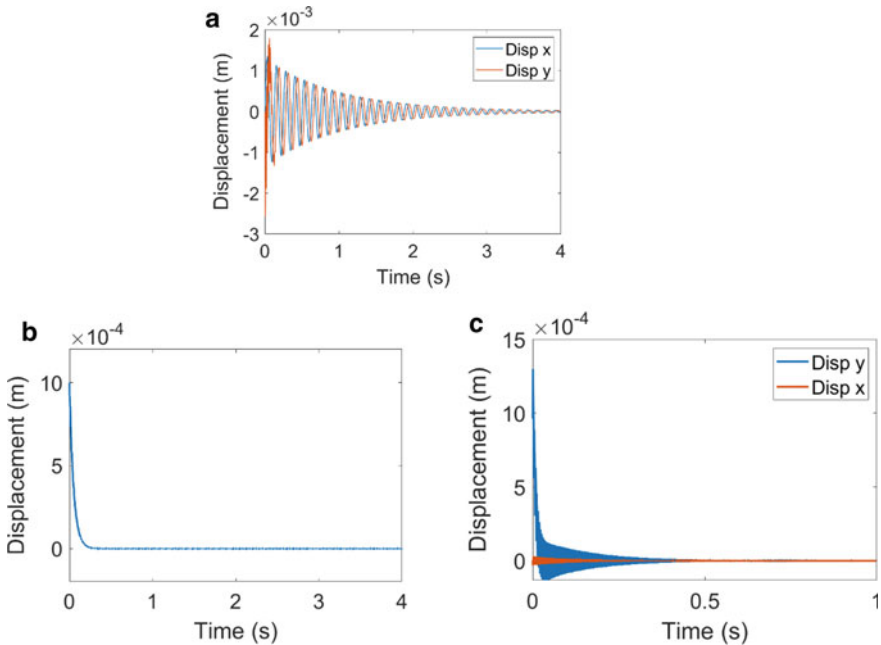 a
×10⁻³
2
1
0
-1
-2
-3
Displacement (m)
Disp x
Disp y
0 1 2 3 4
Time (s)
b
×10⁻⁴
10
5
0
Displacement (m)
0 1 2 3 4
Time (s)
c
×10⁻⁴
15
10
5
0
Displacement (m)
Disp y
Disp x
0 0.5 1
Time (s)